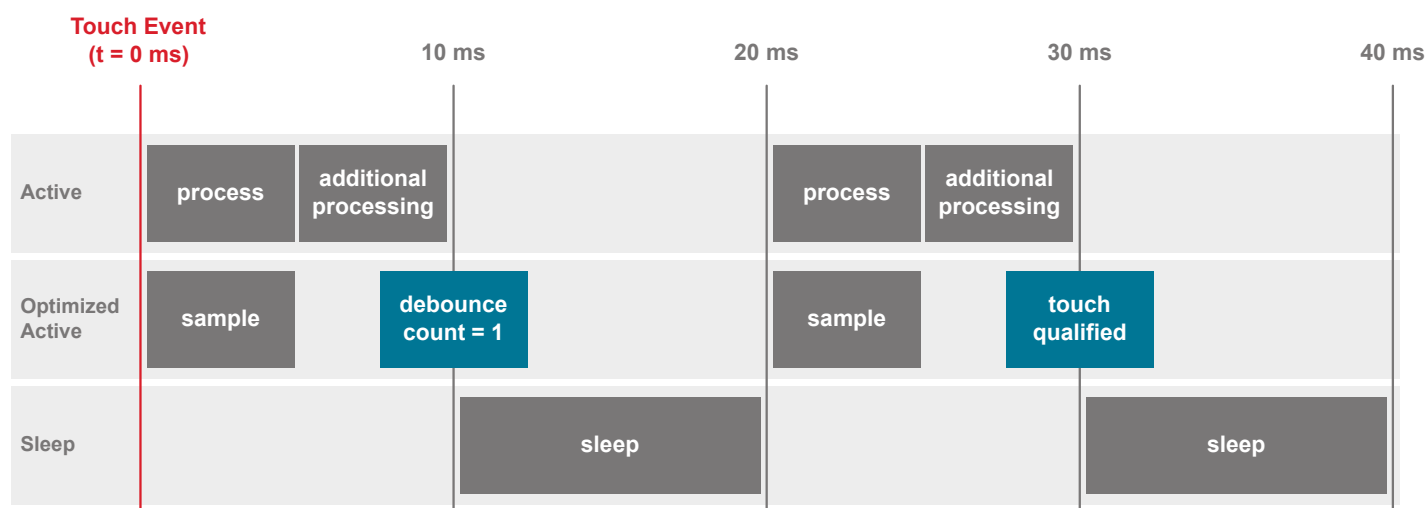 Touch Event
(t = 0 ms)
10 ms
20 ms
30 ms
40 ms
Active
process
additional
processing
process
additional
processing
Optimized
Active
sample
debounce
count = 1
sample
touch
qualified
Sleep
sleep
sleep